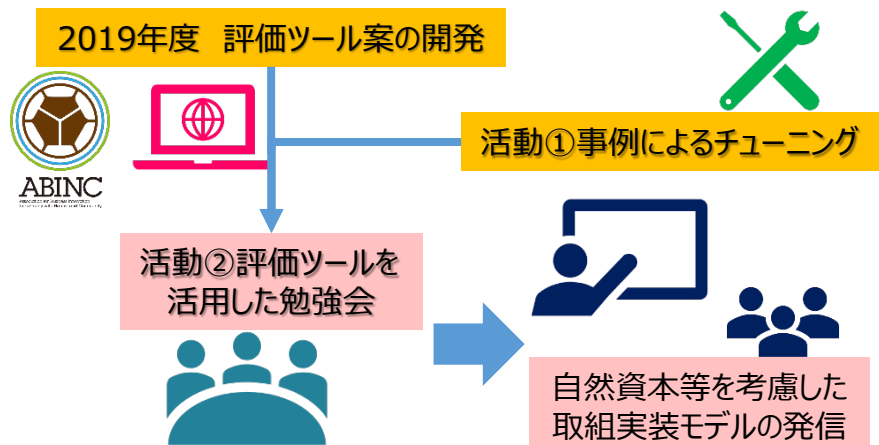 2019年度 評価ツール案の開発
ABINC
活動①事例によるチューニング
活動②評価ツールを
活用した勉強会
自然資本等を考慮した
取組実装モデルの発信